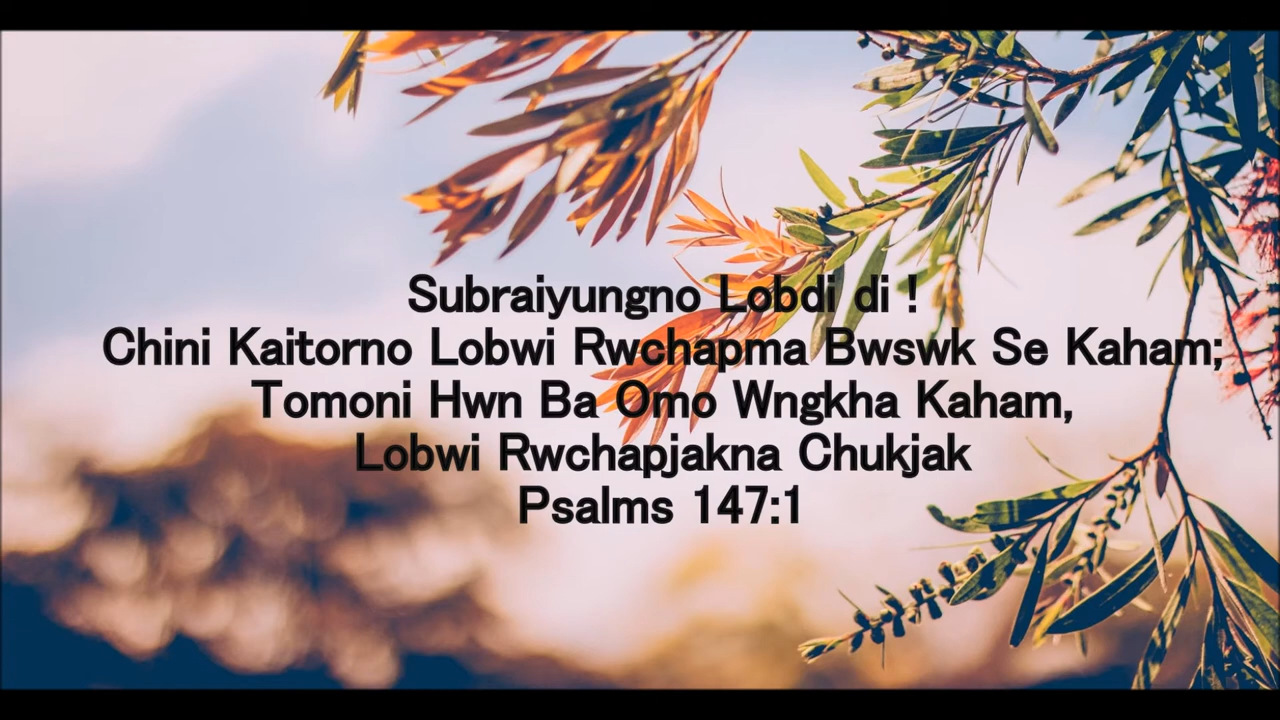 Subraiyungno Lobdi di !
Chini Kaitorno Lobwi Rwchapma Bwswk Se Kaham;
Tomoni Hwn Ba Omo Wngkha Kaham,
Lobwi Rwchapjakna Chukjak
Psalms 147:1